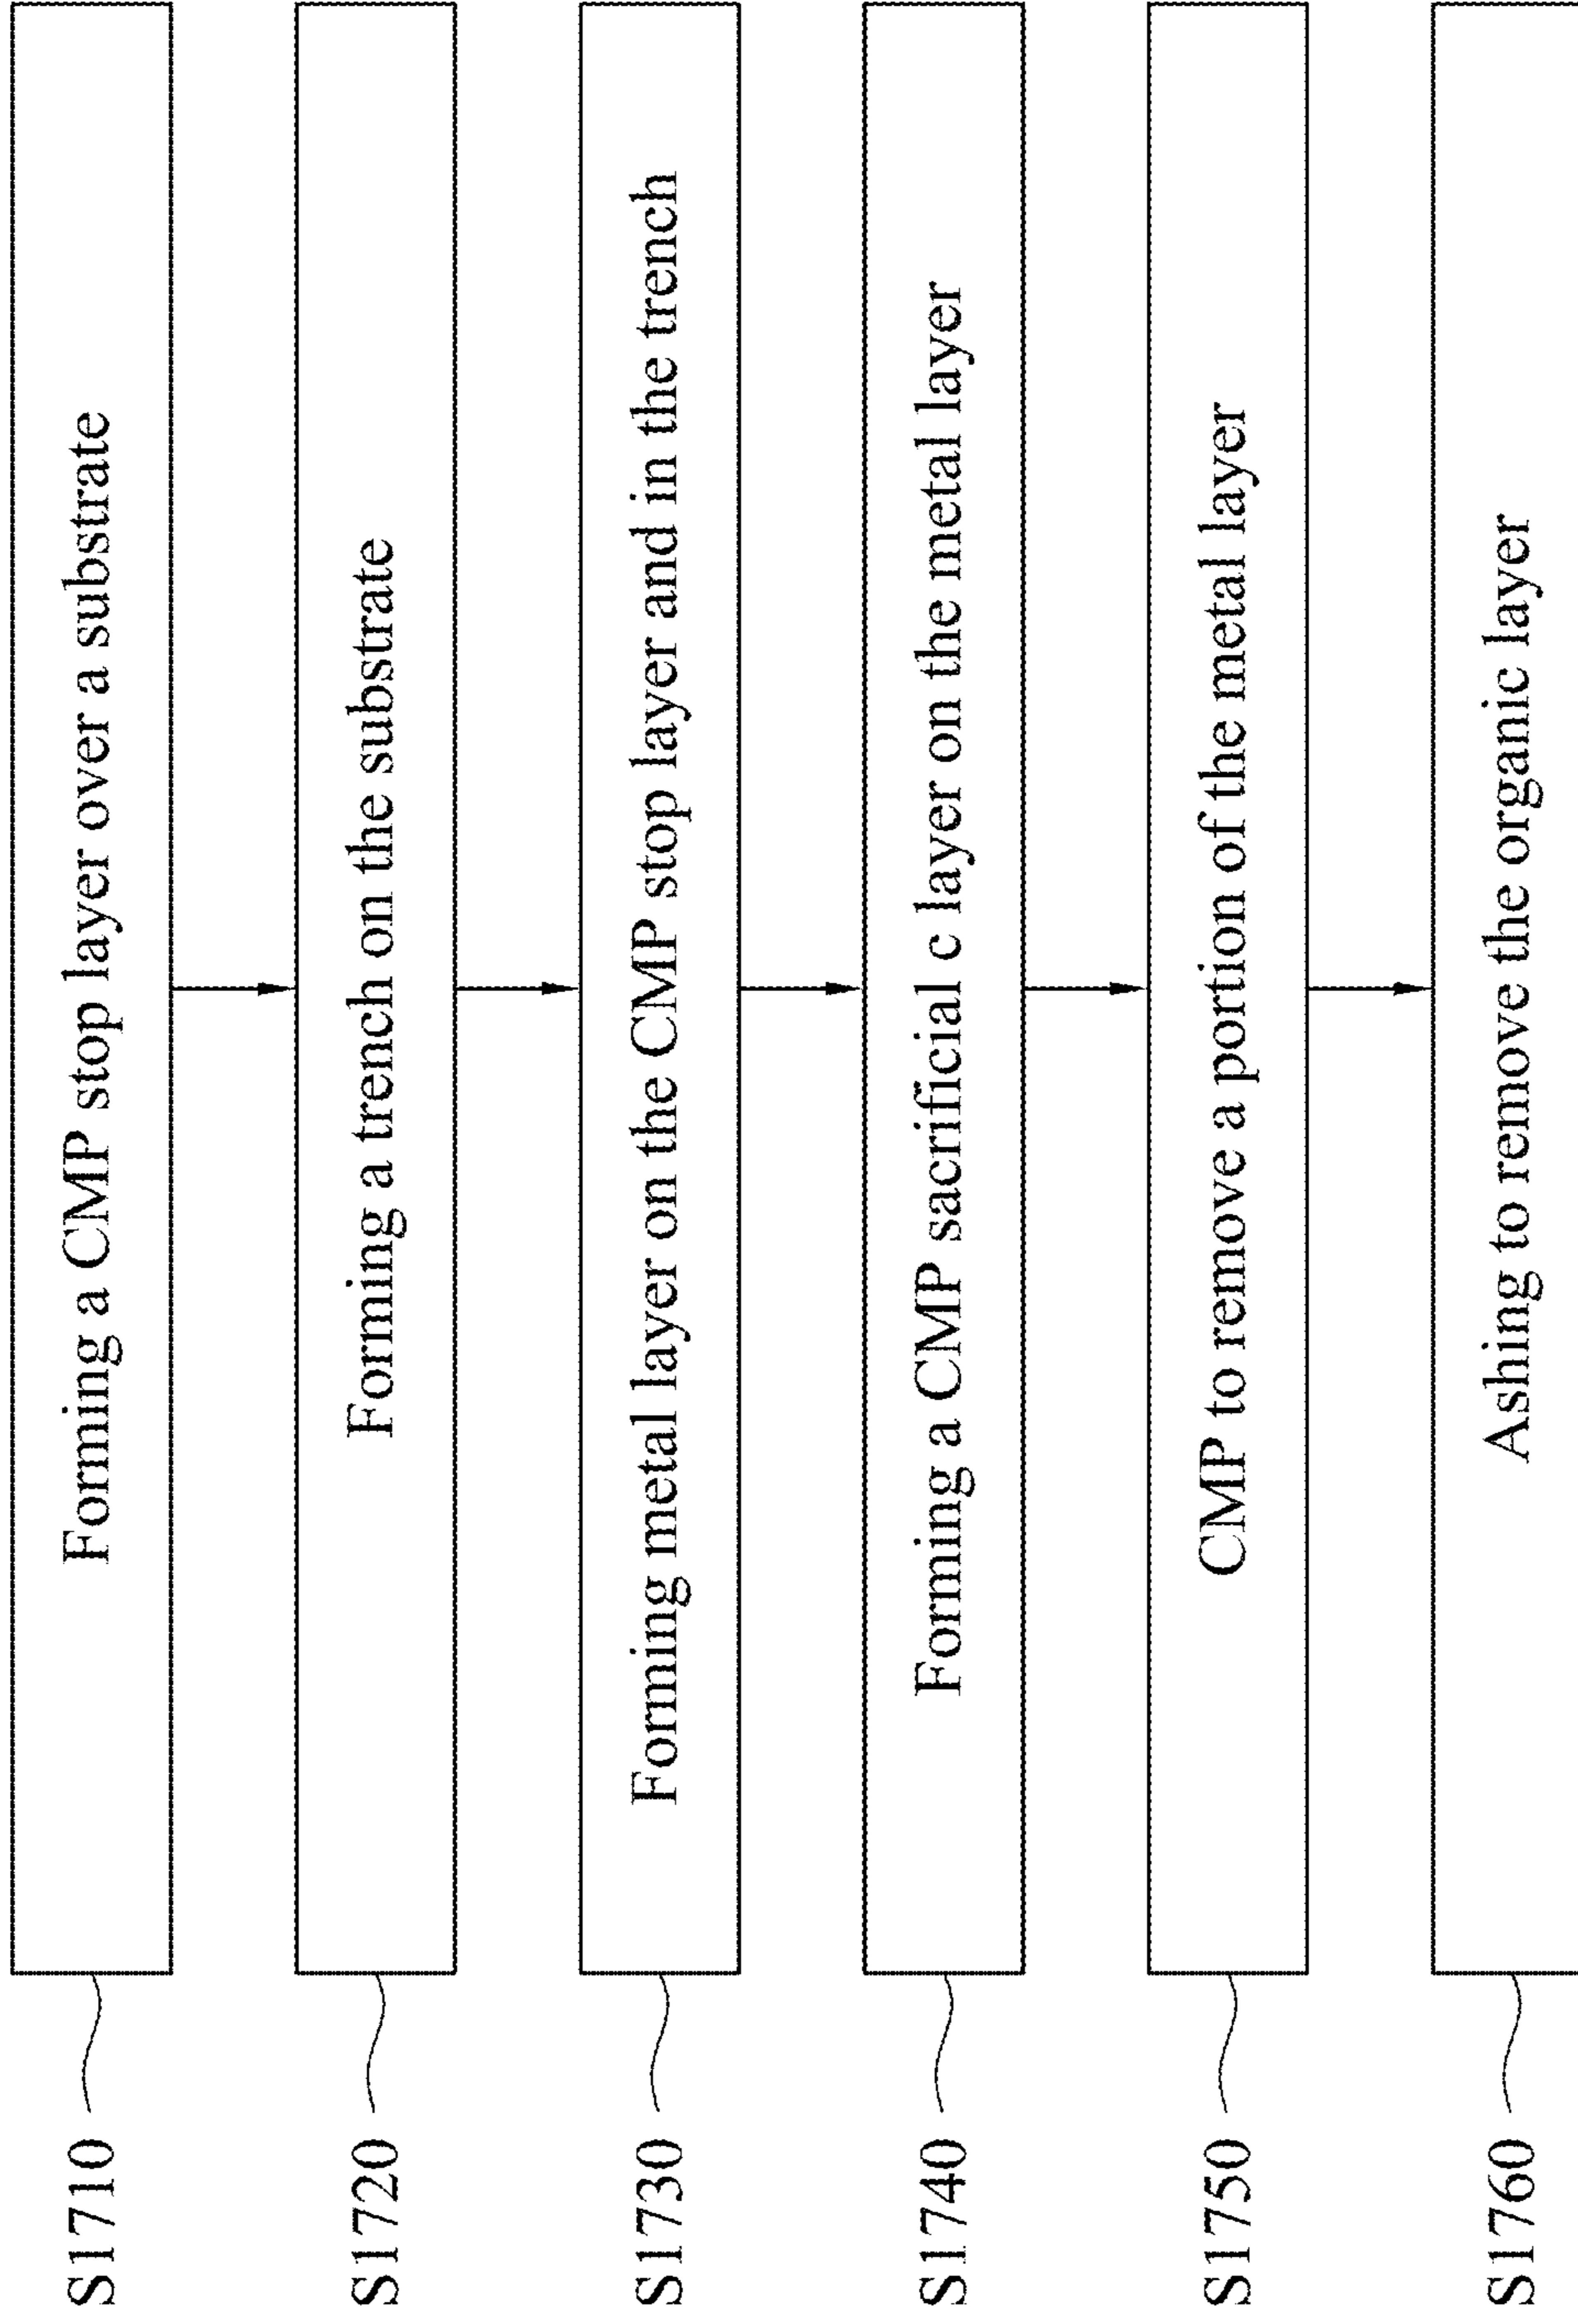 S1710
Forming a CMP stop layer over a substrate
S1720
Forming a trench on the substrate
S1730
Forming metal layer on the CMP stop layer and in the trench
S1740
Forming a CMP sacrificial c layer on the metal layer
S1750
CMP to remove a portion of the metal layer
S1760
Ashing to remove the organic layer